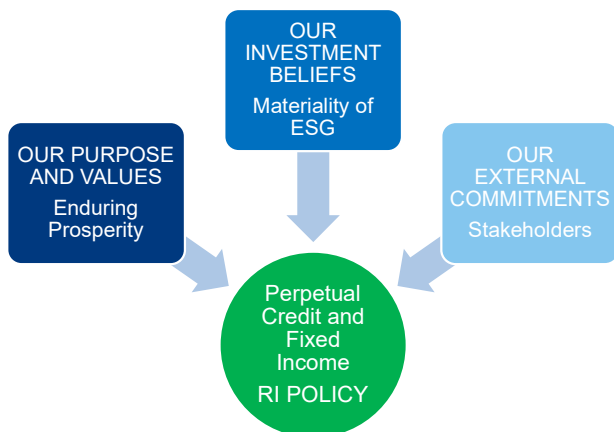 OUR
INVESTMENT
BELIEFS
Materiality of
ESG
OUR PURPOSE
AND VALUES
Enduring
Prosperity
OUR
EXTERNAL
COMMITMENTS
Stakeholders
Perpetual
Credit and
Fixed
Income
RI POLICY